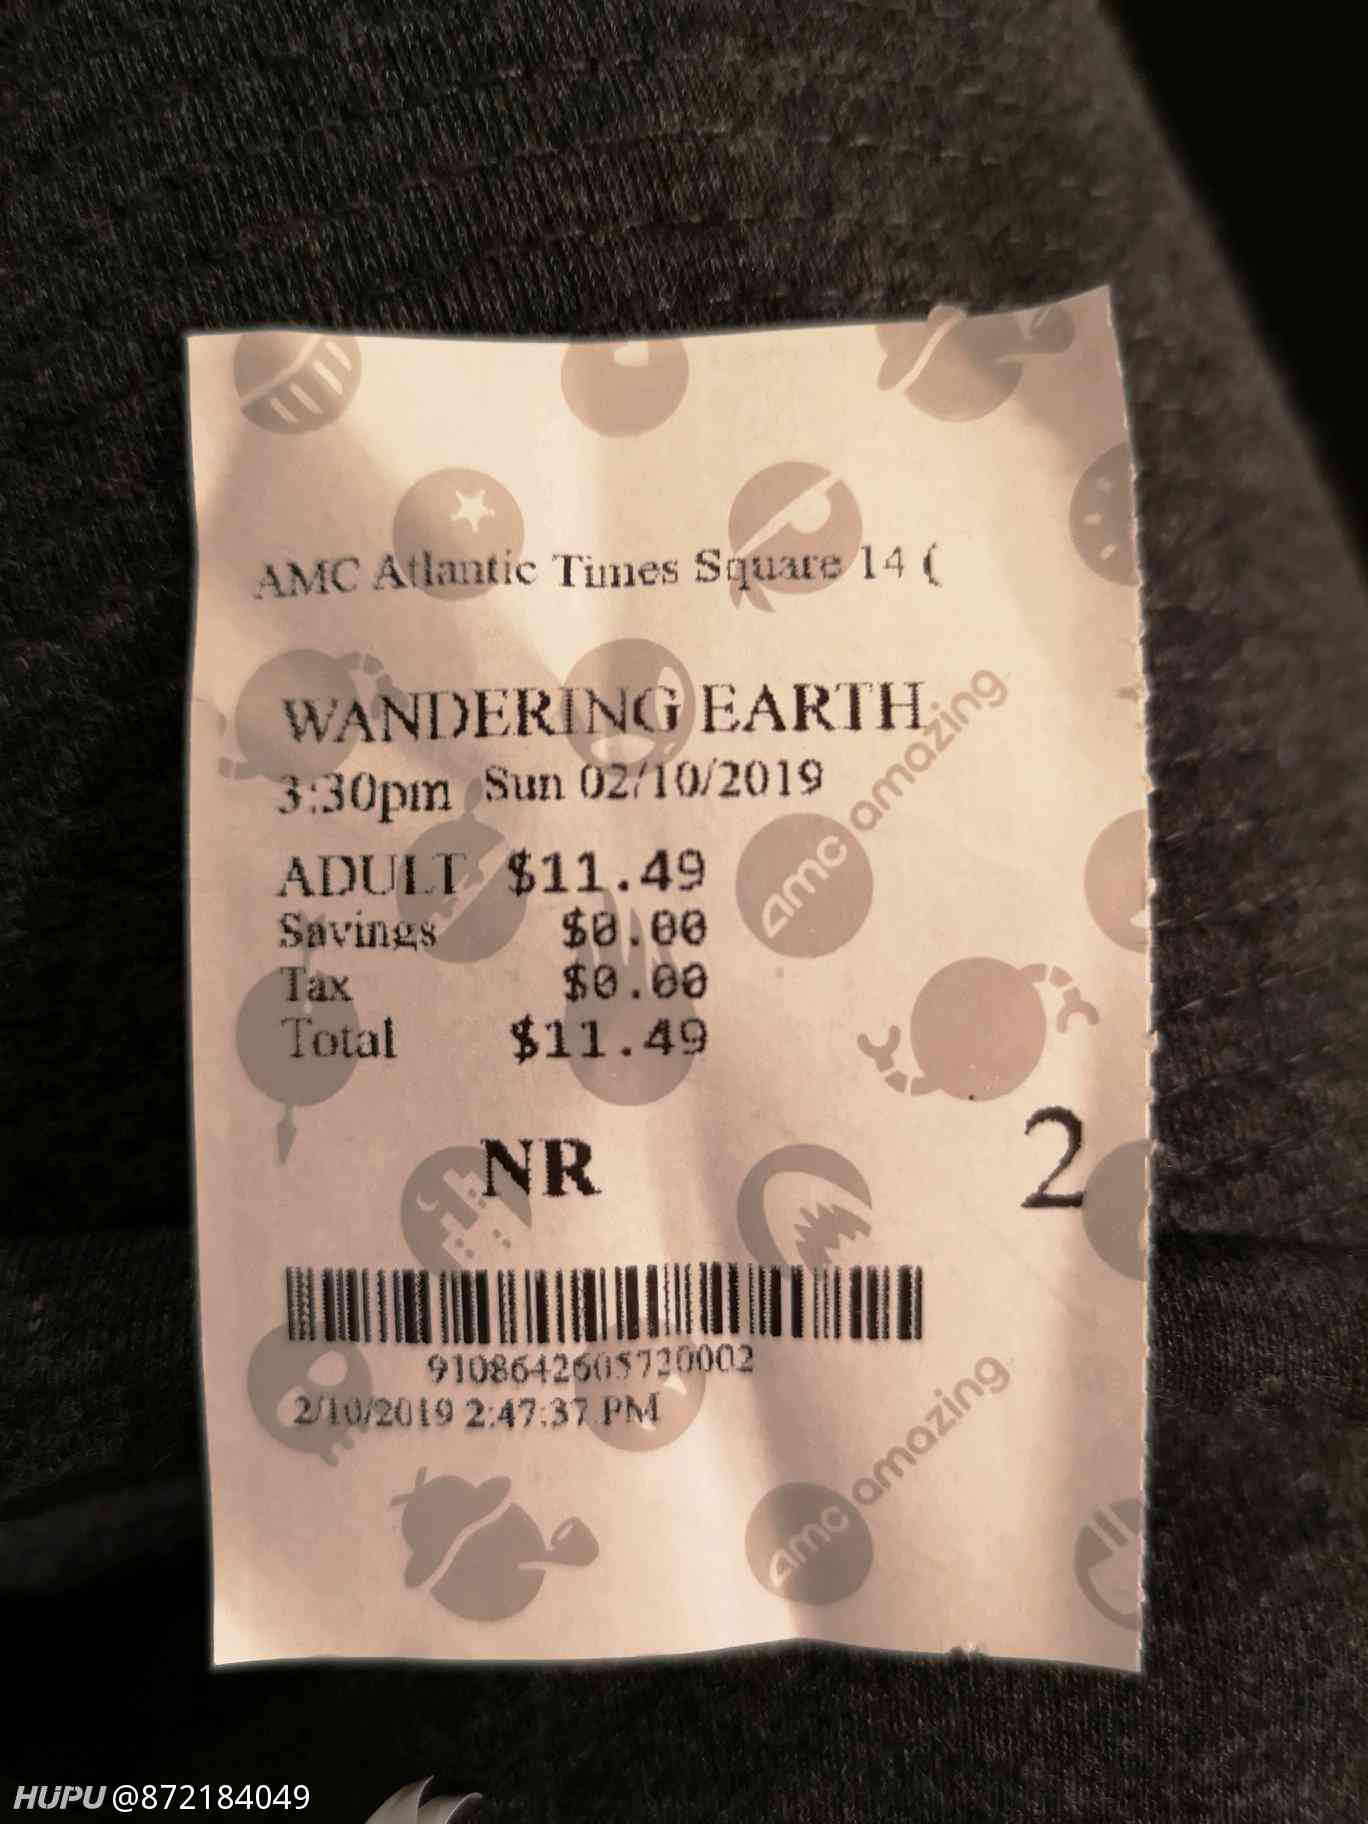 AMC Atlantic Times Square 14 (
WANDERING EARTH
3:30pm Sun 02/10/2019
ADULT $11.49
Savings $0.00
Tax $0.00
Total $11.49
NR
2
9108642605720002
2/10/2019 2:47:37 PM
amc amazing
amc amazing
HUPU @872184049